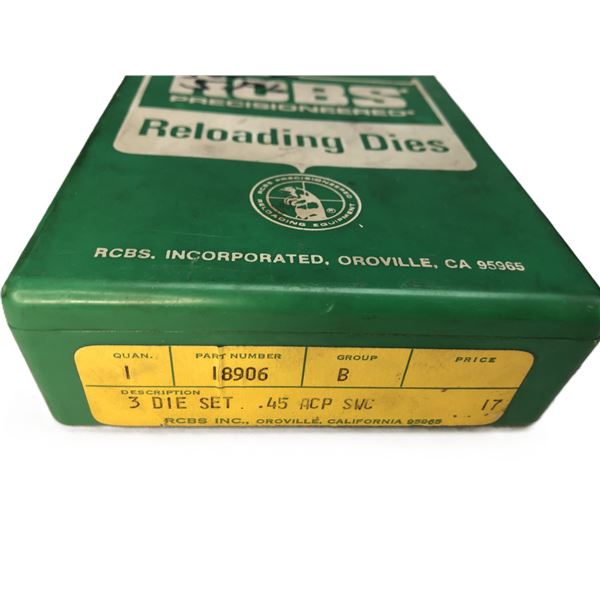 RCBS
PRECISIONEERED®
Reloading Dies
RCBS PRECISIONEERED
RELOADING EQUIPMENT
®
RCBS. INCORPORATED, OROVILLE, CA 95965
QUAN. PART NUMBER GROUP PRICE
1 18906 B
DESCRIPTION
3 DIE SET .45 ACP SWC 17
RCBS INC., OROVILLE, CALIFORNIA 95965